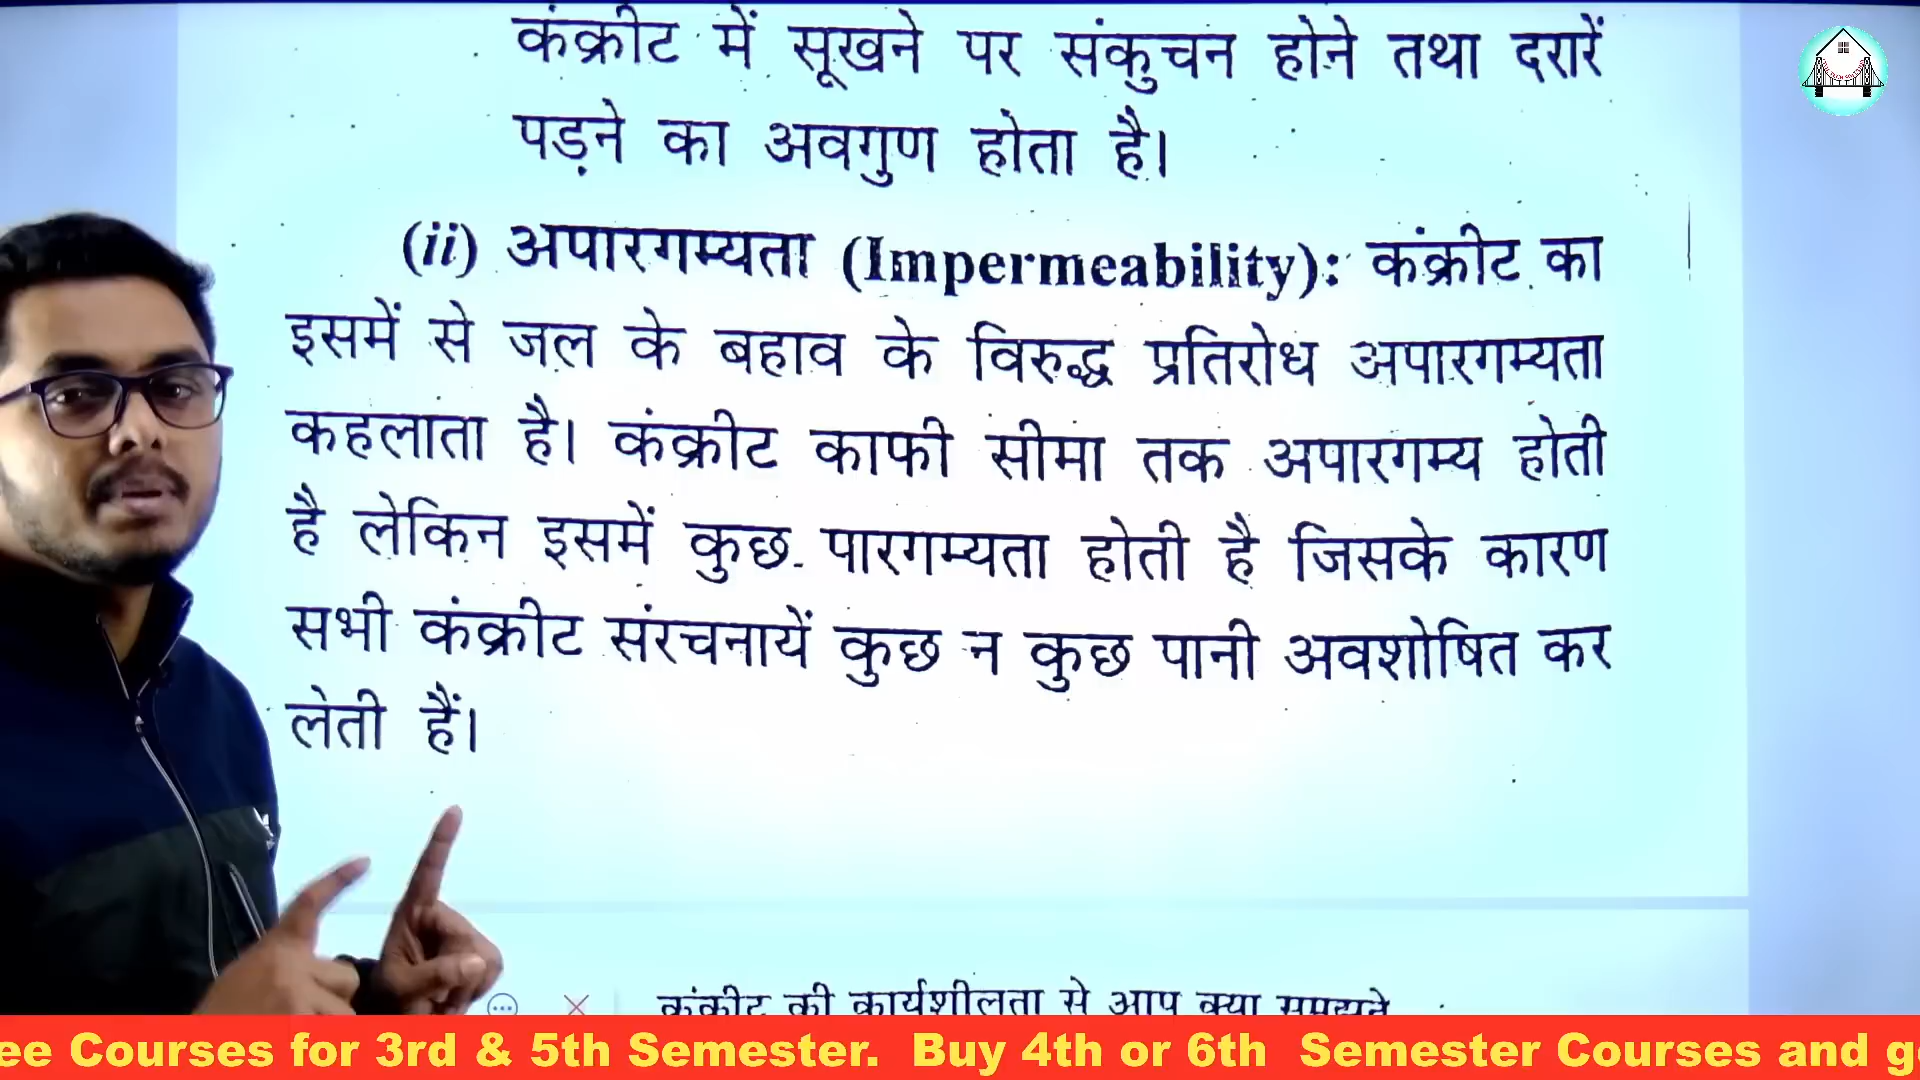 कंक्रीट में सूखने पर संकुचन होने तथा दरारें
पड़ने का अवगुण होता है।
(ii) अपारगम्यता (Impermeability): कंक्रीट का
इसमें से जल के बहाव के विरुद्ध प्रतिरोध अपारगम्यता
कहलाता है। कंक्रीट काफी सीमा तक अपारगम्य होती
है लेकिन इसमें कुछ पारगम्यता होती है जिसके कारण
सभी कंक्रीट संरचनायें कुछ न कुछ पानी अवशोषित कर
लेती हैं।
कंक्रीट की कार्यशीलता से आप क्या समझते
ee Courses for 3rd & 5th Semester. Buy 4th or 6th Semester Courses and g